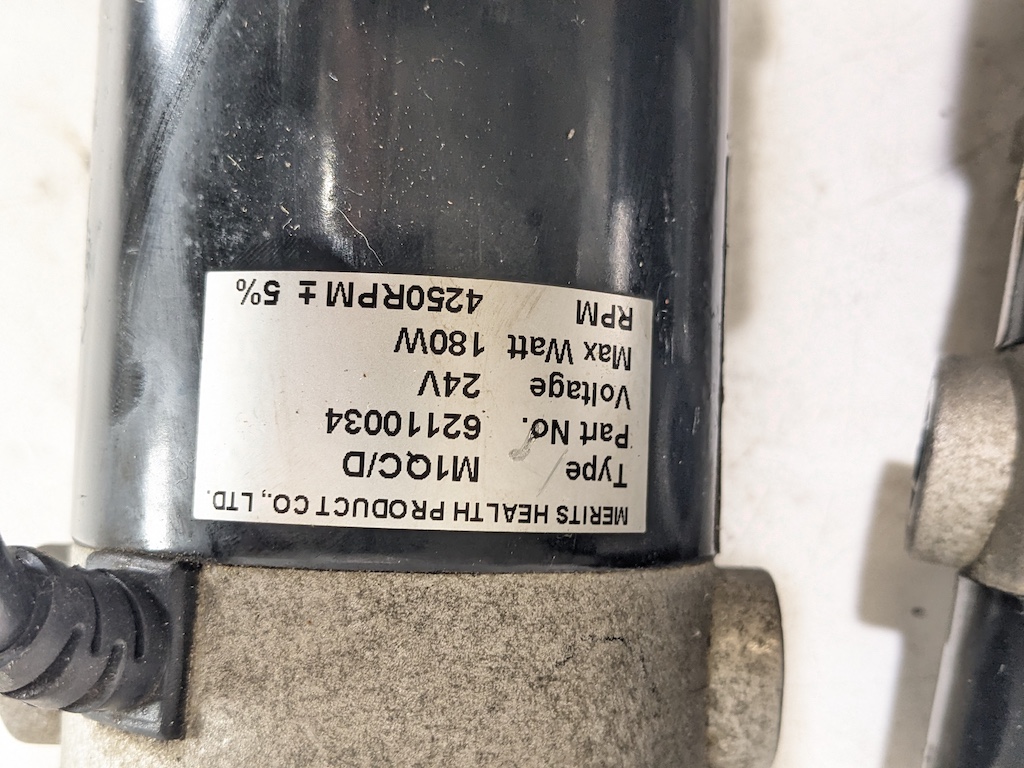 MERITS HEALTH PRODUCT CO., LTD.
Type M1QC/D
Part No. 62110034
Voltage 24V
Max Watt 180W
RPM 4250RPM ± 5%